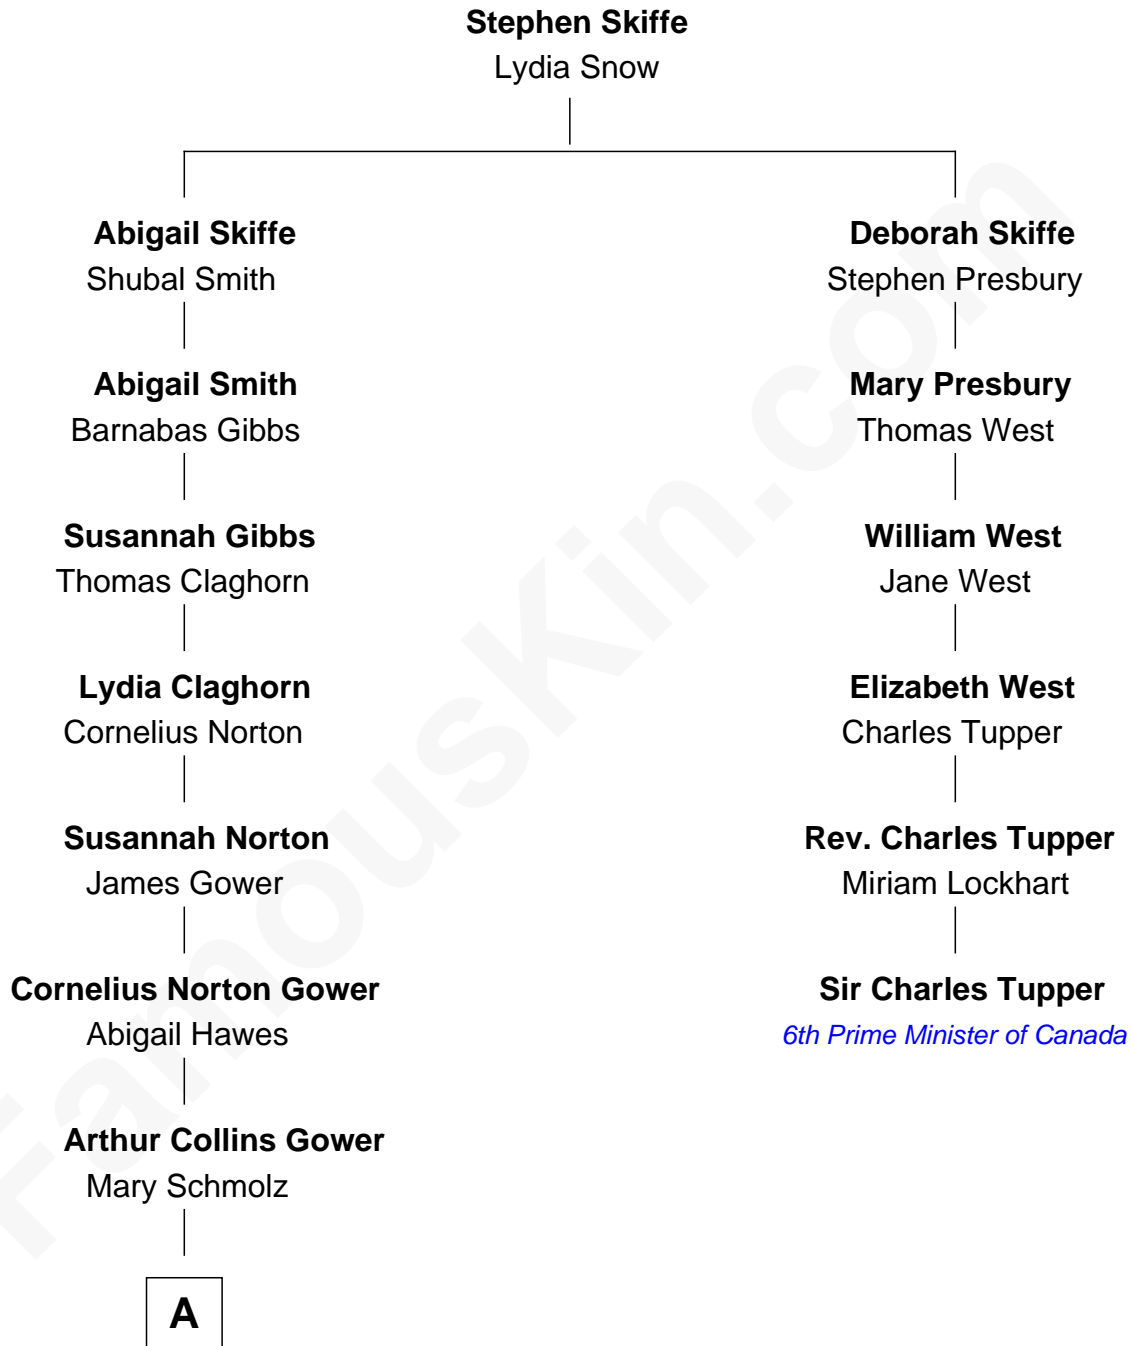 Stephen Skiffe
Lydia Snow
Abigail Skiffe
Shubal Smith
Abigail Smith
Barnabas Gibbs
Susannah Gibbs
Thomas Claghorn
Lydia Claghorn
Cornelius Norton
Susannah Norton
James Gower
Cornelius Norton Gower
Abigail Hawes
Arthur Collins Gower
Mary Schmolz
A
Deborah Skiffe
Stephen Presbury
Mary Presbury
Thomas West
William West
Jane West
Elizabeth West
Charles Tupper
Rev. Charles Tupper
Miriam Lockhart
Sir Charles Tupper
6th Prime Minister of Canada
FamousKin.com